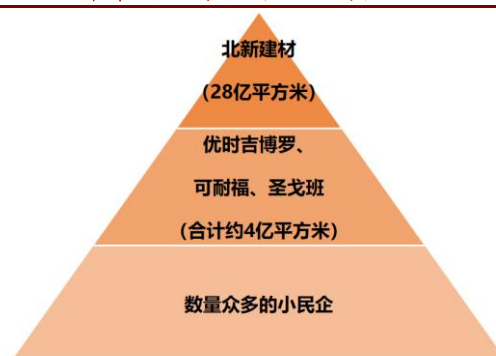 北新建材
(28亿平方米)
优时吉博罗、
可耐福、圣戈班
(合计约4亿平方米)
数量众多的小民企